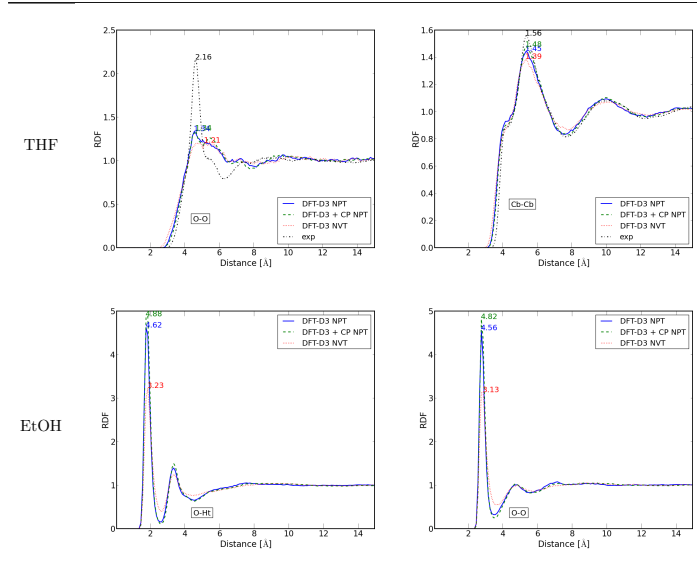 THF
2.5
2.0
1.5
1.0
0.5
0.0
RDF
2 4 6 8 10 12 14
Distance [Å]
2.16
1.21
O-O
DFT-D3 NPT
DFT-D3 + CP NPT
DFT-D3 NVT
exp
1.6
1.4
1.2
1.0
0.8
0.6
0.4
0.2
0.0
RDF
2 4 6 8 10 12 14
Distance [Å]
1.56
1.48
1.45
1.39
Cb-Cb
DFT-D3 NPT
DFT-D3 + CP NPT
DFT-D3 NVT
exp
EtOH
5
4
3
2
1
0
RDF
2 4 6 8 10 12 14
Distance [Å]
4.88
4.62
3.23
O-Ht
DFT-D3 NPT
DFT-D3 + CP NPT
DFT-D3 NVT
5
4
3
2
1
0
RDF
2 4 6 8 10 12 14
Distance [Å]
4.82
4.56
3.13
O-O
DFT-D3 NPT
DFT-D3 + CP NPT
DFT-D3 NVT